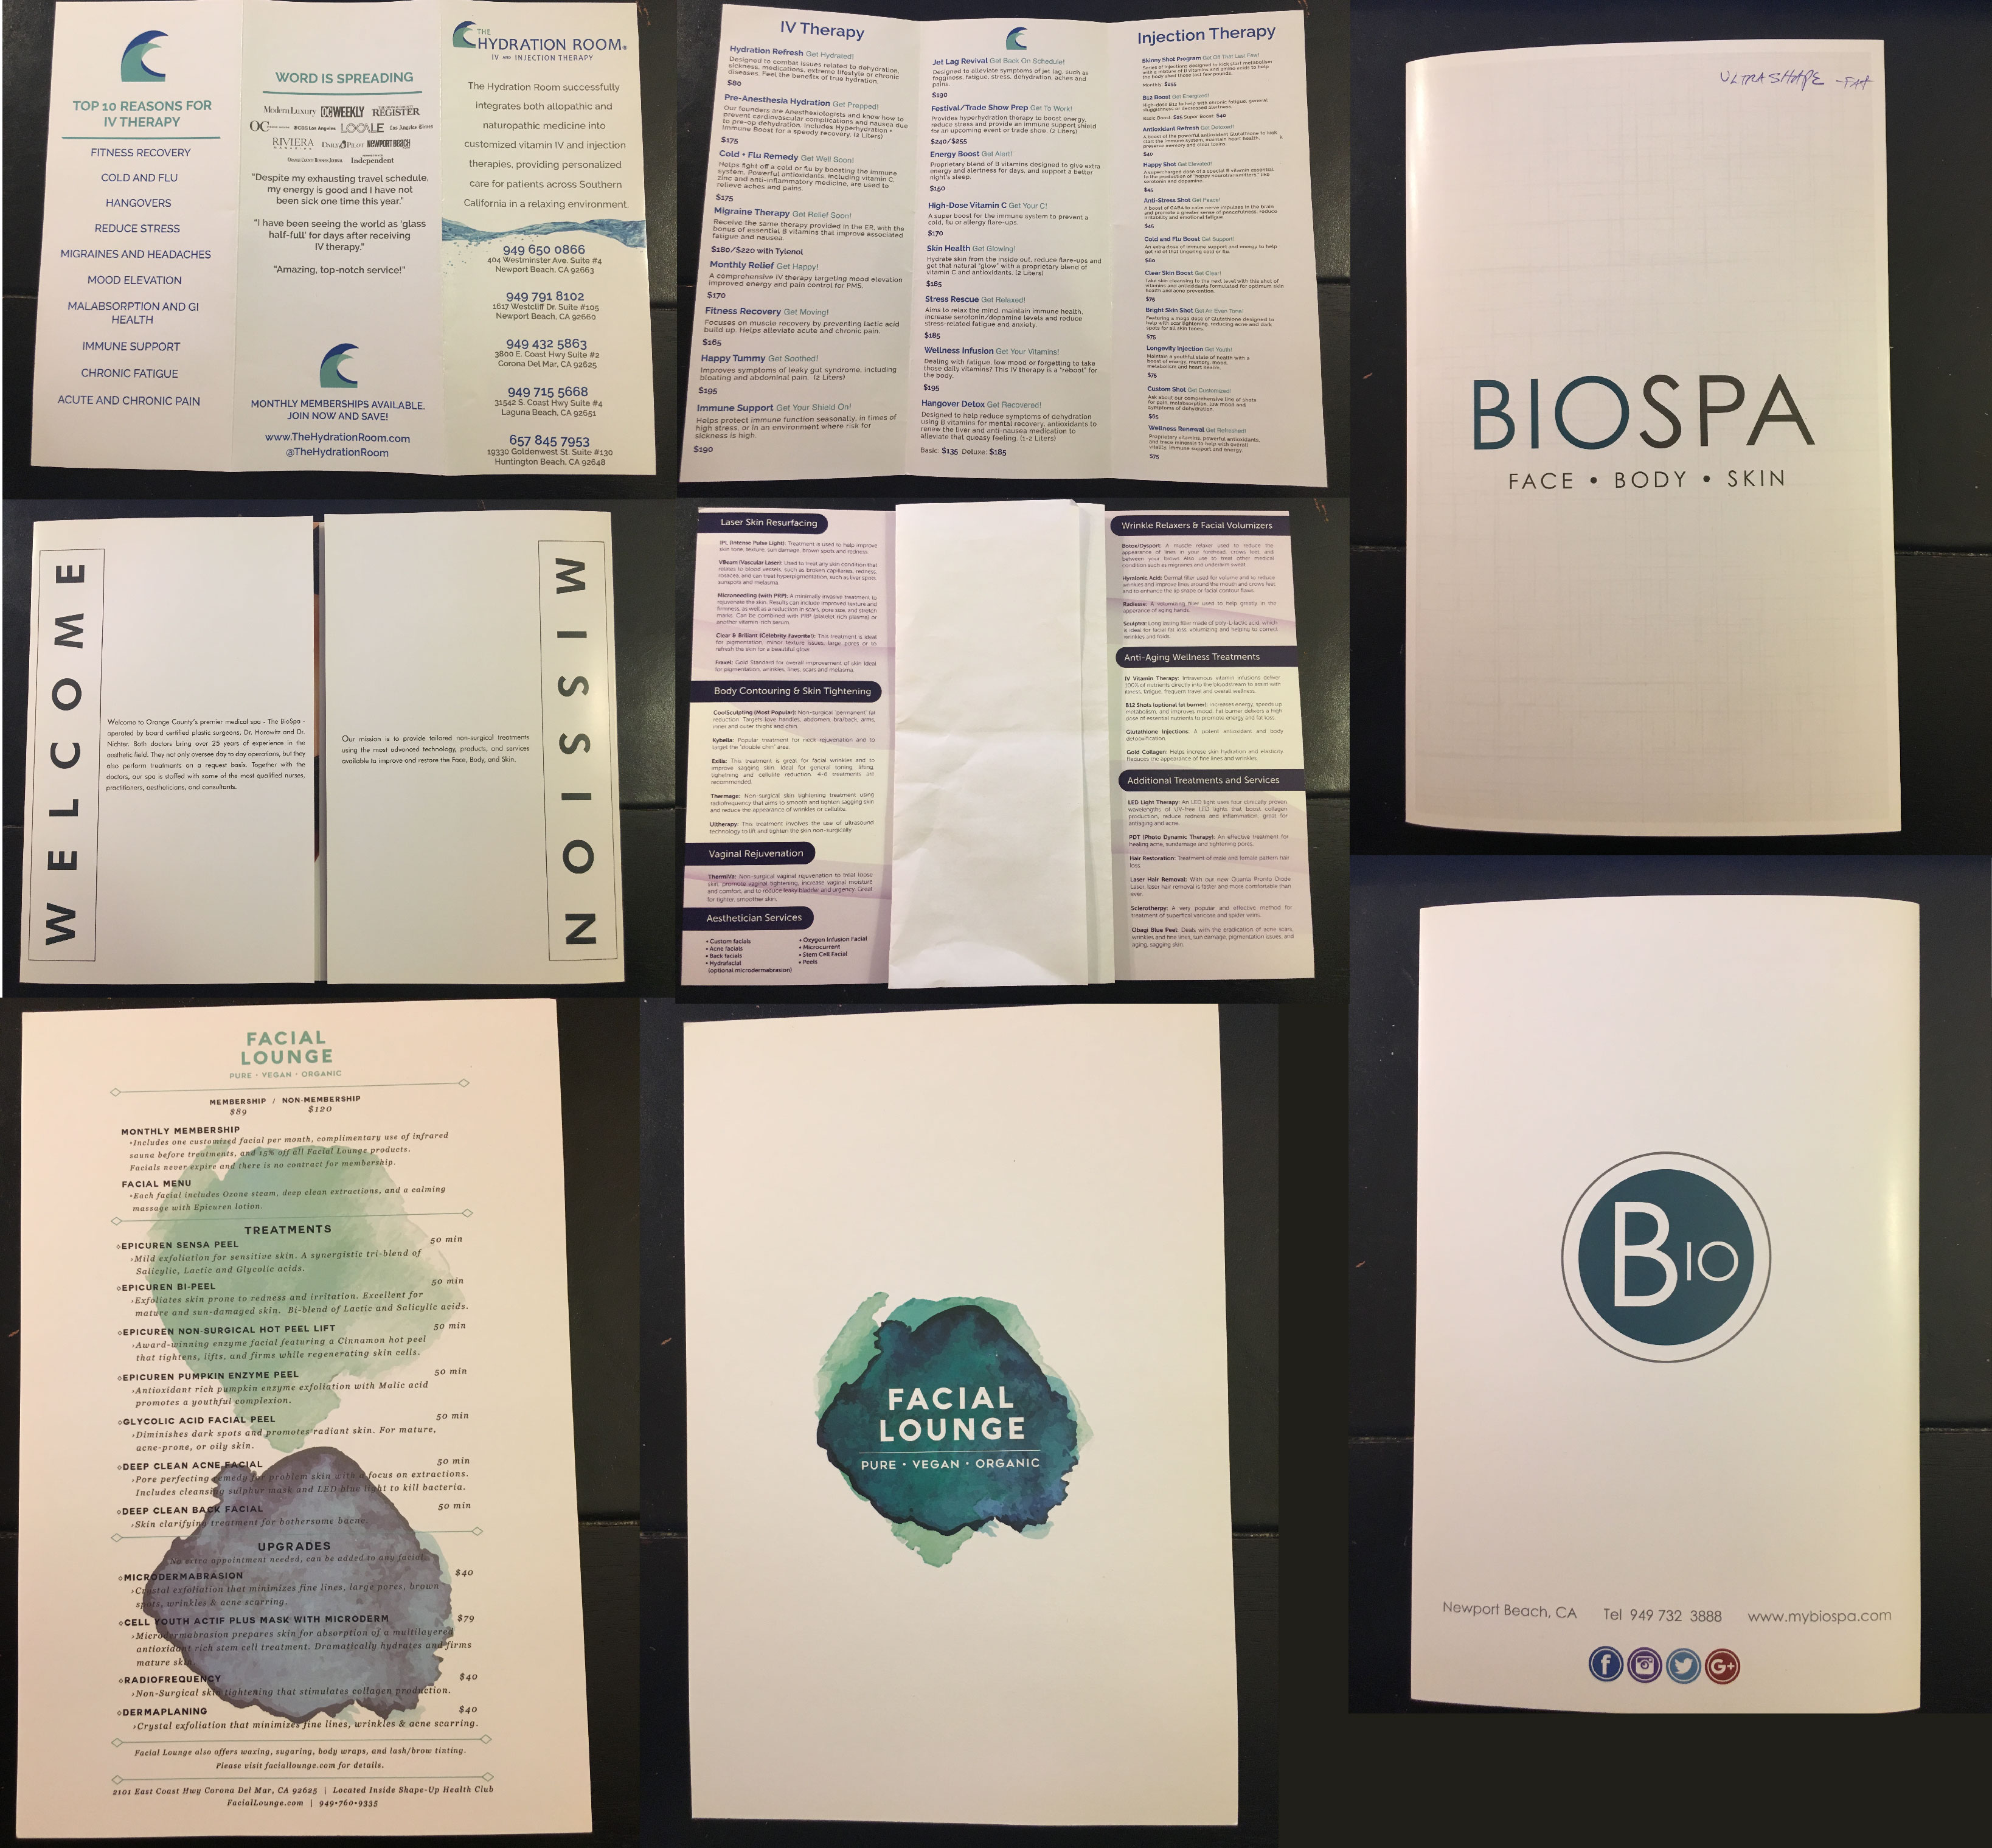 TOP 10 REASONS FOR
IV THERAPY
FITNESS RECOVERY
COLD AND FLU
HANGOVERS
REDUCE STRESS
MIGRAINES AND HEADACHES
MOOD ELEVATION
MALABSORPTION AND GI
HEALTH
IMMUNE SUPPORT
CHRONIC FATIGUE
ACUTE AND CHRONIC PAIN
WORD IS SPREADING
Modern Luxury OC WEEKLY REGISTER
OC CBS Los Angeles LOCALE Los Angeles Times
RIVIERA DAILY PILOT NEWPORT BEACH
Independent
"Despite my exhausting travel schedule,
my energy is good and I have not
been sick one time this year."
"I have been seeing the world as 'glass
half-full' for days after receiving
IV therapy."
"Amazing, top-notch service!"
MONTHLY MEMBERSHIPS AVAILABLE,
JOIN NOW AND SAVE!
www.TheHydrationRoom.com
@TheHydrationRoom
THE
HYDRATION ROOM®
IV AND INJECTION THERAPY
The Hydration Room successfully
integrates both allopathic and
naturopathic medicine into
customized vitamin IV and injection
therapies, providing personalized
care for patients across Southern
California in a relaxing environment.
949 650 0866
404 Westminster Ave. Suite #4
Newport Beach, CA 92663
949 791 8102
1617 Westcliff Dr. Suite #105
Newport Beach, CA 92660
949 432 5863
3800 E. Coast Hwy Suite #2
Corona Del Mar, CA 92625
949 715 5668
31542 S. Coast Hwy Suite #4
Laguna Beach, CA 92651
657 845 7953
19330 Goldenwest St. Suite #130
Huntington Beach, CA 92648
IV Therapy
Hydration Refresh Get Hydrated!
Designed to combat issues related to dehydration,
sickness, medications, extreme lifestyle or chronic
diseases. Feel the benefits of true hydration.
$80
Pre-Anesthesia Hydration Get Prepped!
Our founders are Anesthesiologists and know how to
prevent cardiovascular complications and nausea due
to pre-op dehydration. Includes Hyperhydration +
Immune Boost for a speedy recovery. (2 Liters)
$175
Cold + Flu Remedy Get Well Soon!
Helps fight off a cold or flu by boosting the immune
system. Powerful antioxidants, including vitamin C,
zinc and anti-inflammatory medicine, are used to
relieve aches and pains.
$175
Migraine Therapy Get Relief Soon!
Receive the same therapy provided in the ER, with the
bonus of essential B vitamins that improve associated
fatigue and nausea.
$180/$220 with Tylenol
Monthly Relief Get Happy!
A comprehensive IV therapy targeting mood elevation
improved energy and pain control for PMS.
$170
Fitness Recovery Get Moving!
Focuses on muscle recovery by preventing lactic acid
build up. Helps alleviate acute and chronic pain.
$165
Happy Tummy Get Soothed!
Improves symptoms of leaky gut syndrome, including
bloating and abdominal pain. (2 Liters)
$195
Immune Support Get Your Shield On!
Helps protect immune function seasonally, in times of
high stress, or in an environment where risk for
sickness is high.
$190
Jet Lag Revival Get Back On Schedule!
Designed to alleviate symptoms of jet lag, such as
fogginess, fatigue, stress, dehydration, aches and
pains.
$190
Festival/Trade Show Prep Get To Work!
Provides hyperhydration therapy to boost energy,
reduce stress and provide an immune support shield
for an upcoming event or trade show. (2 Liters)
$240/$255
Energy Boost Get Alert!
Proprietary blend of B vitamins designed to give extra
energy and alertness for days, and support a better
night's sleep.
$150
High-Dose Vitamin C Get Your C!
A super boost for the immune system to prevent a
cold, flu or allergy flare-ups.
$170
Skin Health Get Glowing!
Hydrate skin from the inside out, reduce flare-ups and
get that natural "glow" with a proprietary blend of
vitamin C and antioxidants. (2 Liters)
$185
Stress Rescue Get Relaxed!
Aims to relax the mind, maintain immune health,
increase serotonin/dopamine levels and reduce
stress-related fatigue and anxiety.
$185
Wellness Infusion Get Your Vitamins!
Dealing with fatigue, low mood or forgetting to take
those daily vitamins? This IV therapy is a "reboot" for
the body.
$195
Hangover Detox Get Recovered!
Designed to help reduce symptoms of dehydration
using B vitamins for mental recovery, antioxidants to
renew the liver and anti-nausea medication to
alleviate that queasy feeling. (1-2 Liters)
Basic: $135 Deluxe: $185
Injection Therapy
Skinny Shot Program Get Off That Last Five!
Series of injections designed to kick start metabolism
with a mixture of B vitamins and amino acids to help
the body shed those last few pounds.
Monthly: $255
B12 Boost Get Energized!
High-dose B12 to help with immune fatigue, general
sluggishness or decreased alertness.
Basic Boost: $25 Super Boost: $40
Antioxidant Refresh Get Detoxed!
A boost of the powerful antioxidant Glutathione to kick
start the immune system, maintain heart health,
preserve memory and clear toxins.
$40
Happy Shot Get Elevated!
A supercharged dose of a special B vitamin essential
to the production of "happy neurotransmitters," like
serotonin and dopamine.
$45
Anti-Stress Shot Get Peace!
A boost of GABA to calm nerve impulses in the brain
and promote a greater sense of peacefulness, reduce
irritability and emotional fatigue.
$45
Cold and Flu Boost Get Support!
An extra dose of immune support and energy to help
get rid of that lingering cold or flu.
$60
Clear Skin Boost Get Clear!
Take skin cleansing to the next level with this shot of
vitamins and antioxidants formulated for optimum skin
health and acne prevention.
$75
Bright Skin Shot Get An Even Tone!
Featuring a mega dose of Glutathione designed to
help with scar lightening, reducing acne and dark
spots for all skin tones.
$75
Longevity Injection Get Youth!
Maintain a youthful state of health with a
boost of energy, memory, mood,
metabolism and heart health.
$75
Custom Shot Get Customized!
Ask about our comprehensive line of shots
for pain, malabsorption, low mood and
symptoms of dehydration.
$65
Wellness Renewal Get Refreshed!
Proprietary vitamins, powerful antioxidants,
and trace minerals to help with overall
vitality, immune support and energy.
$75
ULTRASHAPE - FAT
BIOSPA
FACE • BODY • SKIN
WELCOME
Welcome to Orange County's premier medical spa - The BioSpa -
operated by board certified plastic surgeons, Dr. Horowitz and Dr.
Nichter. Both doctors bring over 25 years of experience in the
aesthetic field. They not only oversee day to day operations, but they
also perform treatments on a request basis. Together with the
doctors, our spa is staffed with some of the most qualified nurses,
practitioners, aestheticians, and consultants.
Our mission is to provide tailored non-surgical treatments
using the most advanced technology, products, and services
available to improve and restore the Face, Body, and Skin.
MISSION
Laser Skin Resurfacing
IPL (Intense Pulse Light): Treatment is used to help improve
skin tone, texture, sun damage, brown spots and redness.
VBeam (Vascular Laser): Used to treat any skin condition that
relates to blood vessels, such as broken capillaries, redness,
rosacea, and can treat hyperpigmentation, such as liver spots,
sunspots and melasma.
Microneedling (with PRP): A minimally invasive treatment to
rejuvenate the skin. Results can include improved texture and
firmness, as well as a reduction in scars, pore size, and stretch
marks. Can be combined with PRP (platelet rich plasma) or
another vitamin rich serum.
Clear & Brilliant (Celebrity Favorite!): This treatment is ideal
for pigmentation, minor texture issues, large pores or to
refresh the skin for a beautiful glow.
Fraxel: Gold Standard for overall improvement of skin ideal
for pigmentation, wrinkles, lines, scars and melasma.
Body Contouring & Skin Tightening
CoolSculpting (Most Popular): Non-surgical 'permanent' fat
reduction. Targets love handles, abdomen, bra/back, arms,
inner and outer thighs and chin.
Kybella: Popular treatment for neck rejuvenation and to
target the "double chin" area.
Exilis: This treatment is great for facial wrinkles and to
improve sagging skin. Ideal for general toning, lifting,
tightening and cellulite reduction. 4-6 treatments are
recommended.
Thermage: Non-surgical skin tightening treatment using
radiofrequency that aims to smooth and tighten sagging skin
and reduce the appearance of wrinkles or cellulite.
Ultherapy: This treatment involves the use of ultrasound
technology to lift and tighten the skin non-surgically
Vaginal Rejuvenation
ThermiVa: Non-surgical vaginal rejuvenation to treat loose
skin, promote vaginal tightening, increase vaginal moisture
and comfort, and to reduce leaky bladder and urgency. Great
for tighter, smoother skin.
Aesthetician Services
• Custom facials
• Acne facials
• Back facials
• Hydrafacial
(optional microdermabrasion)
• Oxygen Infusion Facial
• Microcurrent
• Stem Cell Facial
• Peels
Wrinkle Relaxers & Facial Volumizers
Botox/Dysport: A muscle relaxer used to reduce the
appearance of lines in your forehead, crows feet, and
between your brows Also use to treat other medical
condition such as migraines and underarm sweat.
Hyralonic Acid: Dermal filler used for volume and to reduce
wrinkles and improve lines around the mouth and crows feet
and to enhance the lip shape or facial contour flaws.
Radiesse: A volumizing filler used to help greatly in the
appearance of aging hands.
Sculptra: Long lasting filler made of poly-L-lactic acid, which
is ideal for facial fat loss, volumizing and helping to correct
wrinkles and folds.
Anti-Aging Wellness Treatments
IV Vitamin Therapy: Intravenous vitamin infusions deliver
100% of nutrients directly into the bloodstream to assist with
illness, fatigue, frequent travel and overall wellness.
B12 Shots (optional fat burner): Increases energy, speeds up
metabolism, and improves mood. Fat burner delivers a high
dose of essential nutrients to promote energy and fat loss.
Glutathione Injections: A potent antioxidant and body
detoxification.
Gold Collagen: Helps increse skin hydration and elasticity.
Reduces the appearance of fine lines and wrinkles.
Additional Treatments and Services
LED Light Therapy: An LED light uses four clinically proven
wavelengths of UV-free LED lights that boost collagen
production, reduce redness and inflammation, great for
antiaging and acne.
PDT (Photo Dynamic Therapy): An effective treatment for
healing acne, sundamage and tightening pores.
Hair Restoration: Treatment of male and female pattern hair
loss.
Laser Hair Removal: With our new Quanta Pronto Diode
Laser, laser hair removal is faster and more comfortable than
ever.
Sclerotherpy: A very popular and effective method for
treatment of superfical varicose and spider veins.
Obagi Blue Peel: Deals with the eradication of acne scars,
wrinkles and fine lines, sun damage, pigmentation issues, and
aging, sagging skin.
FACIAL
LOUNGE
PURE • VEGAN • ORGANIC
MEMBERSHIP / NON-MEMBERSHIP
$89 $120
MONTHLY MEMBERSHIP
•Includes one customised facial per month, complimentary use of infrared
sauna before treatments, and 15% off all Facial Lounge products.
Facials never expire and there is no contract for membership.
FACIAL MENU
•Each facial includes Ozone steam, deep clean extractions, and a calming
massage with Epicuren lotion.
TREATMENTS
◇EPICUREN SENSA PEEL 50 min
›Mild exfoliation for sensitive skin. A synergistic tri-blend of
Salicylic, Lactic and Glycolic acids.
◇EPICUREN BI-PEEL 50 min
›Exfoliates skin prone to redness and irritation. Excellent for
mature and sun-damaged skin. Bi-blend of Lactic and Salicylic acids.
◇EPICUREN NON-SURGICAL HOT PEEL LIFT 50 min
›Award-winning enzyme facial featuring a Cinnamon hot peel
that tightens, lifts, and firms while regenerating skin cells.
◇EPICUREN PUMPKIN ENZYME PEEL 50 min
›Antioxidant rich pumpkin enzyme exfoliation with Malic acid
promotes a youthful complexion.
◇GLYCOLIC ACID FACIAL PEEL 50 min
›Diminishes dark spots and promotes radiant skin. For mature,
acne-prone, or oily skin.
◇DEEP CLEAN ACNE FACIAL 50 min
›Pore perfecting remedy for problem skin with a focus on extractions.
Includes cleansing sulphur mask and LED blue light to kill bacteria.
◇DEEP CLEAN BACK FACIAL 50 min
›Skin clarifying treatment for bothersome bacne.
UPGRADES
No extra appointment needed, can be added to any facial.
◇MICRODERMABRASION $40
›Crystal exfoliation that minimizes fine lines, large pores, brown
spots, wrinkles & acne scarring.
◇CELL YOUTH ACTIF PLUS MASK WITH MICRODERM $79
›Microdermabrasion prepares skin for absorption of a multilayered
antioxidant rich stem cell treatment. Dramatically hydrates and firms
mature skin.
◇RADIOFREQUENCY $40
›Non-Surgical skin tightening that stimulates collagen production.
◇DERMAPLANING $40
›Crystal exfoliation that minimizes fine lines, wrinkles & acne scarring.
Facial Lounge also offers waxing, sugaring, body wraps, and lash/brow tinting.
Please visit faciallounge.com for details.
2101 East Coast Hwy Corona Del Mar, CA 92625 | Located Inside Shape-Up Health Club
FacialLounge.com | 949•760•9335
FACIAL
LOUNGE
PURE • VEGAN • ORGANIC
BIO
Newport Beach, CA Tel 949 732 3888 www.mybiospa.com
f G+